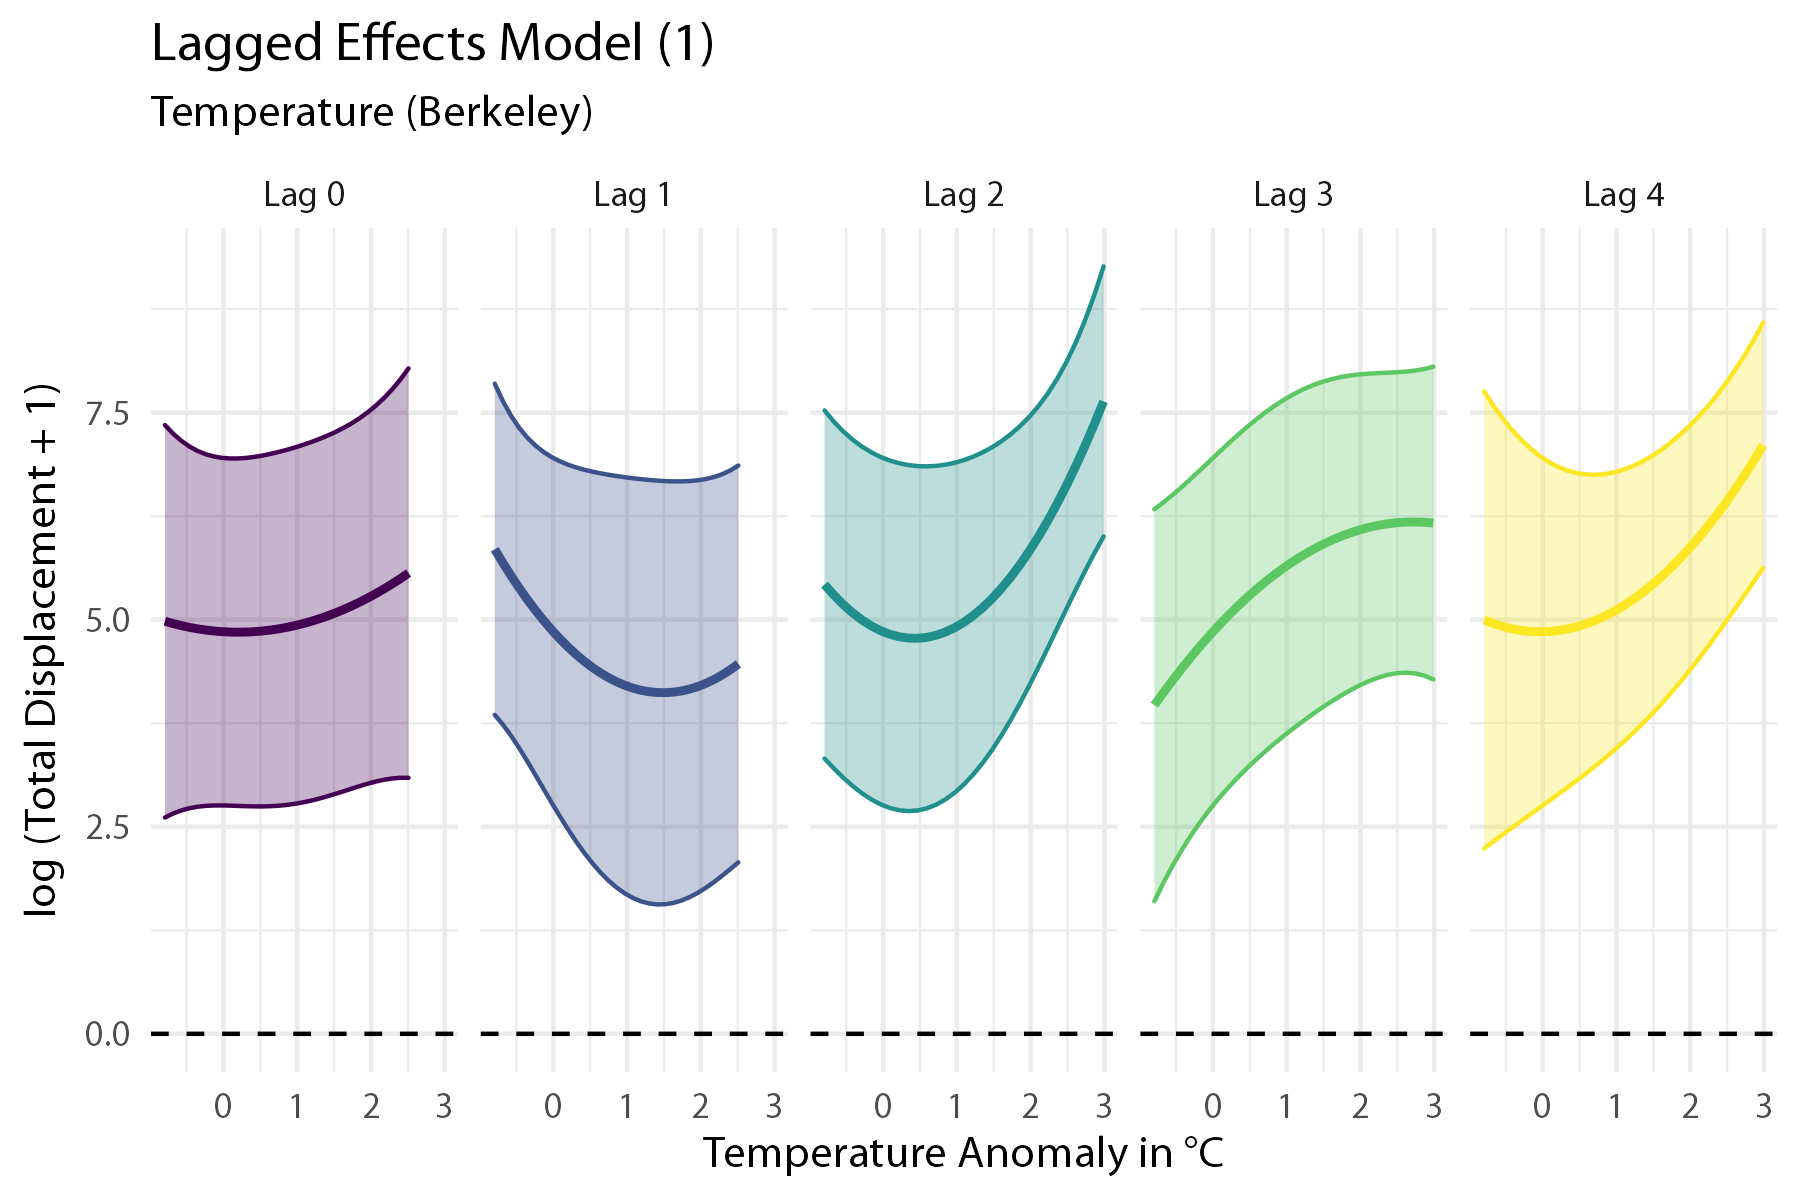 Lagged Effects Model (1)
Temperature (Berkeley)
Lag 0
Lag 1
Lag 2
Lag 3
Lag 4
log (Total Displacement + 1)
7.5
5.0
2.5
0.0
0 1 2 3
0 1 2 3
0 1 2 3
0 1 2 3
0 1 2 3
Temperature Anomaly in °C